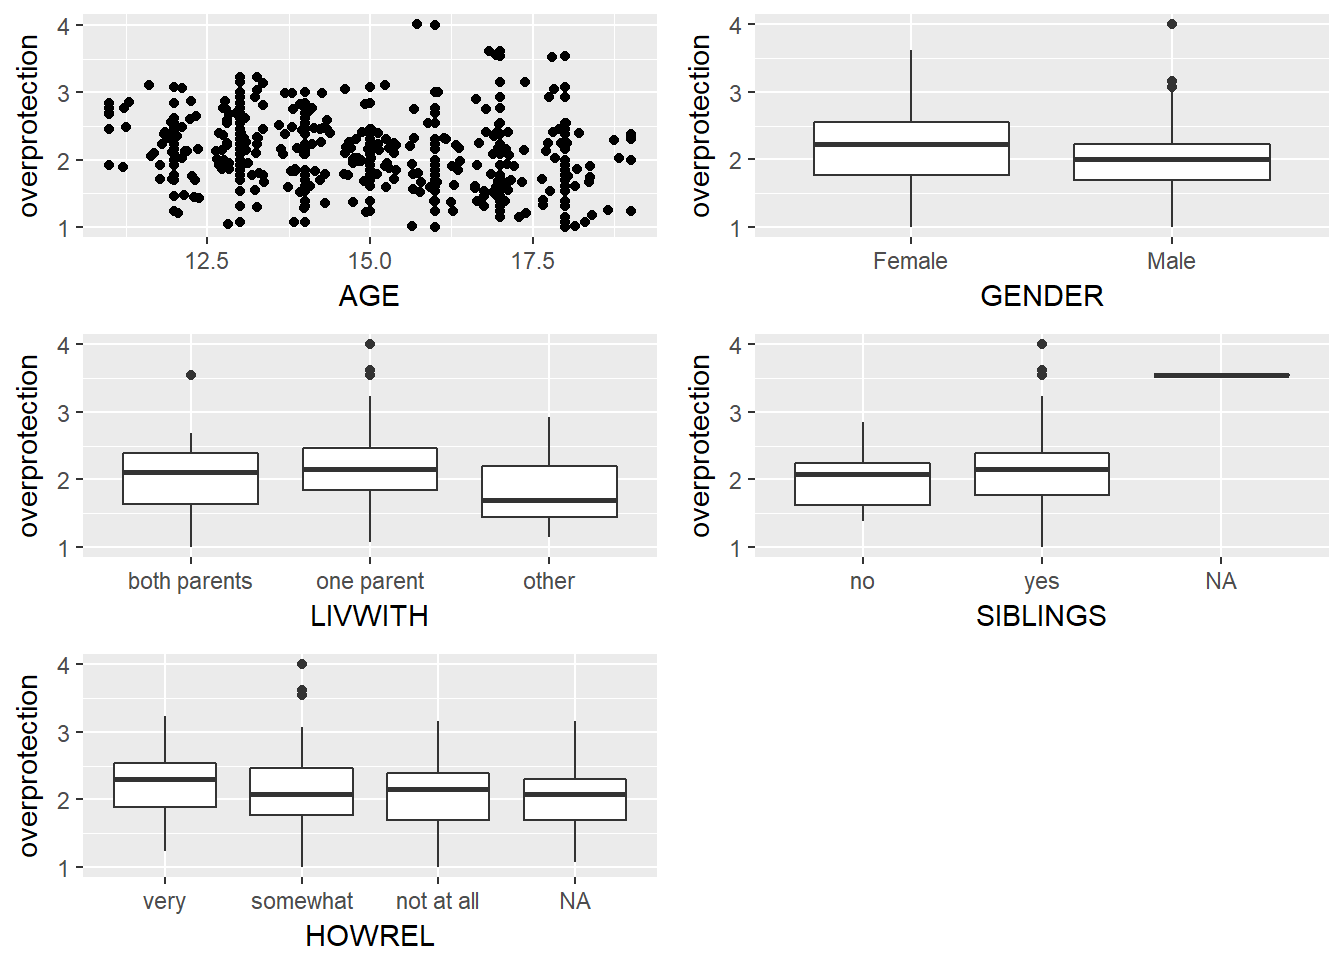 overprotection
4
3
2
1
12.5 15.0 17.5
AGE
overprotection
4
3
2
1
Female Male
GENDER
overprotection
4
3
2
1
both parents one parent other
LIVWITH
overprotection
4
3
2
1
no yes NA
SIBLINGS
overprotection
4
3
2
1
very somewhat not at all NA
HOWREL